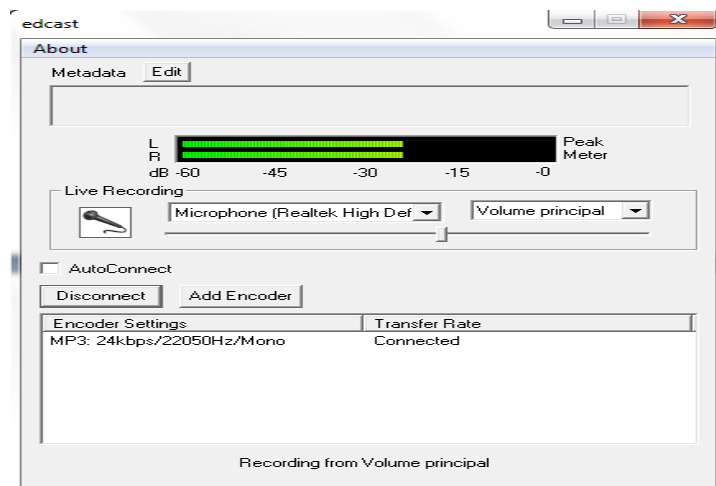 edcast
About
Metadata Edit
L
R
Peak
Meter
dB -60 -45 -30 -15 -0
Live Recording
Microphone (Realtek High Def
Volume principal
AutoConnect
Disconnect Add Encoder
Encoder Settings Transfer Rate
MP3: 24kbps/22050Hz/Mono Connected
Recording from Volume principal